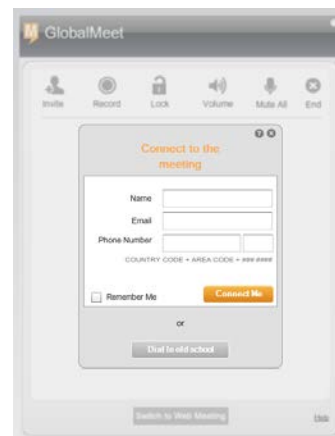 GlobalMeet
Invite Record Lock Volume Mute All End
Connect to the
meeting
Name
Email
Phone Number
COUNTRY CODE + AREA CODE + ### ####
Remember Me
Connect Me
or
Dial In old school
Switch to Web Meeting